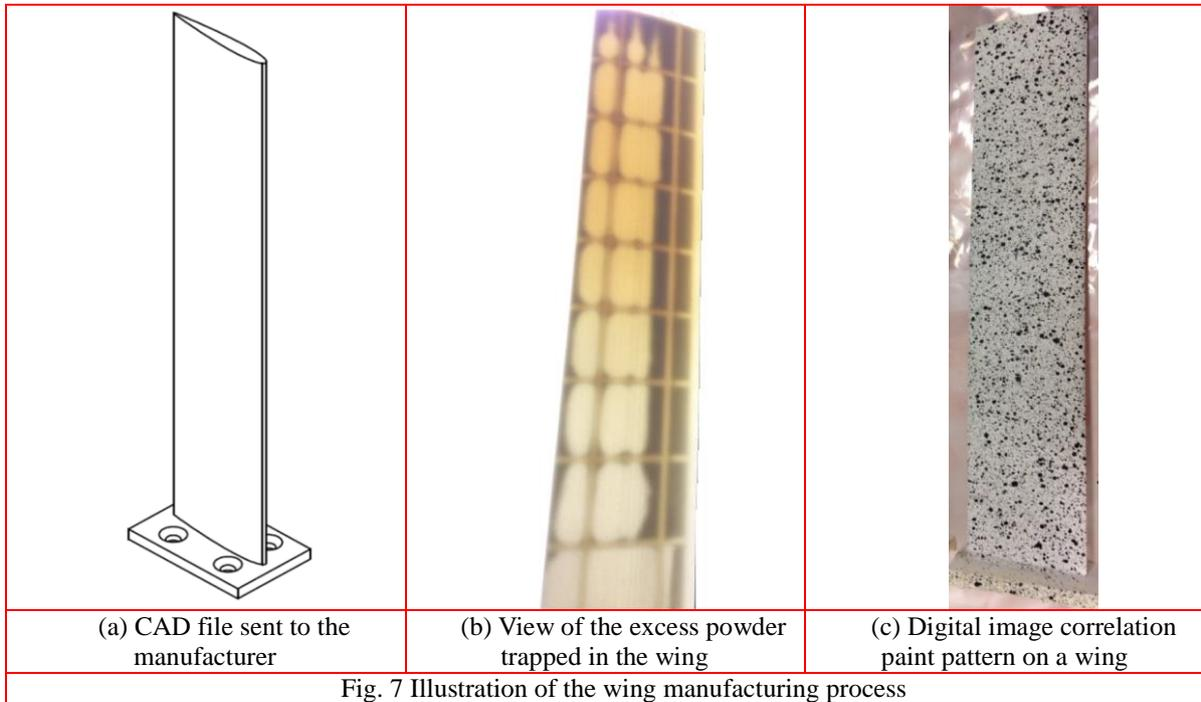 (a) CAD file sent to the
manufacturer
(b) View of the excess powder
trapped in the wing
(c) Digital image correlation
paint pattern on a wing
Fig. 7 Illustration of the wing manufacturing process